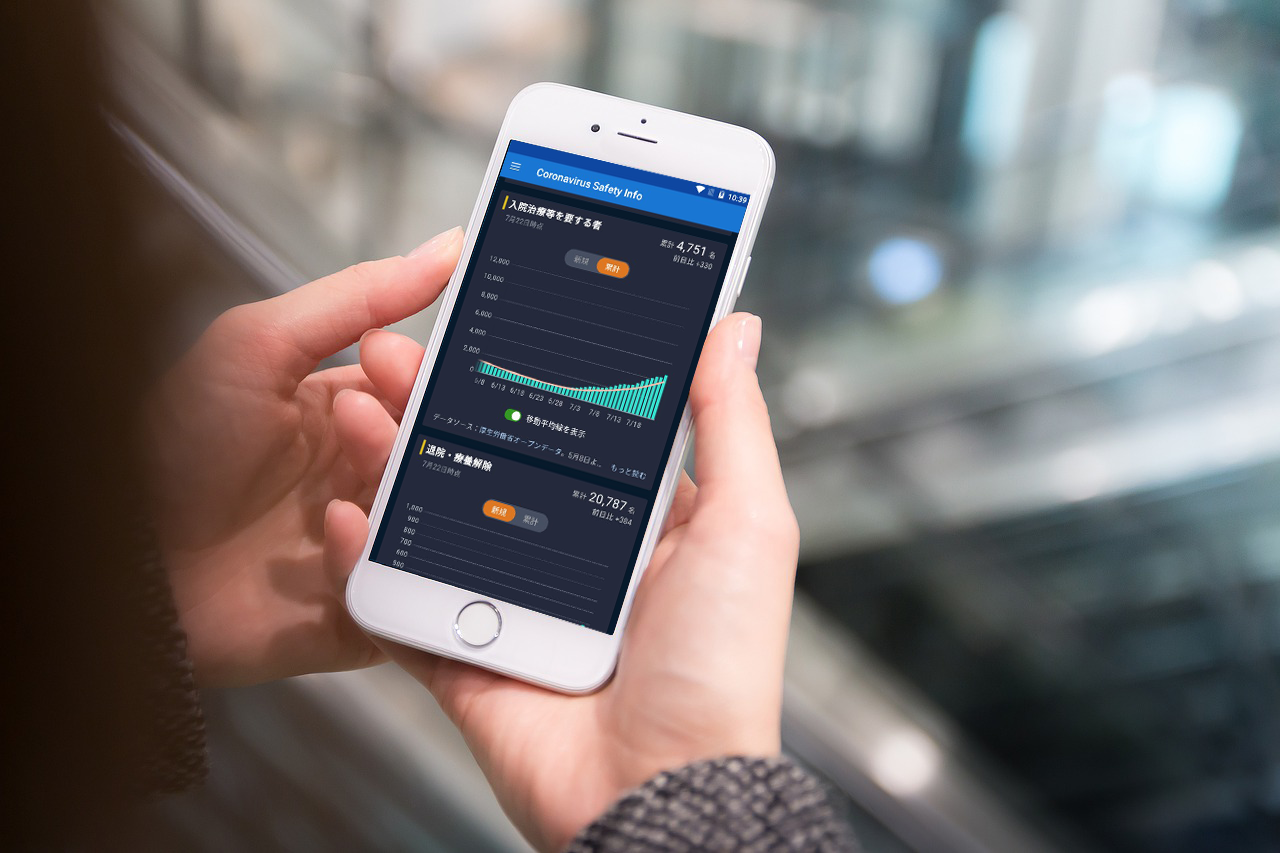 10:39
Coronavirus Safety Info
入院治療等を要する者
7月22日時点
累計 4,751 名
前日比 +330
新規 累計
12,000
10,000
8,000
6,000
4,000
2,000
0
5/8 6/13 6/18 6/23 6/28 7/3 7/8 7/13 7/18
移動平均線を表示
データソース：厚生労働省オープンデータ。5月8日よ... もっと読む
退院・療養解除
7月22日時点
累計 20,787 名
前日比 +384
新規 累計
1,000
900
800
700
600
500